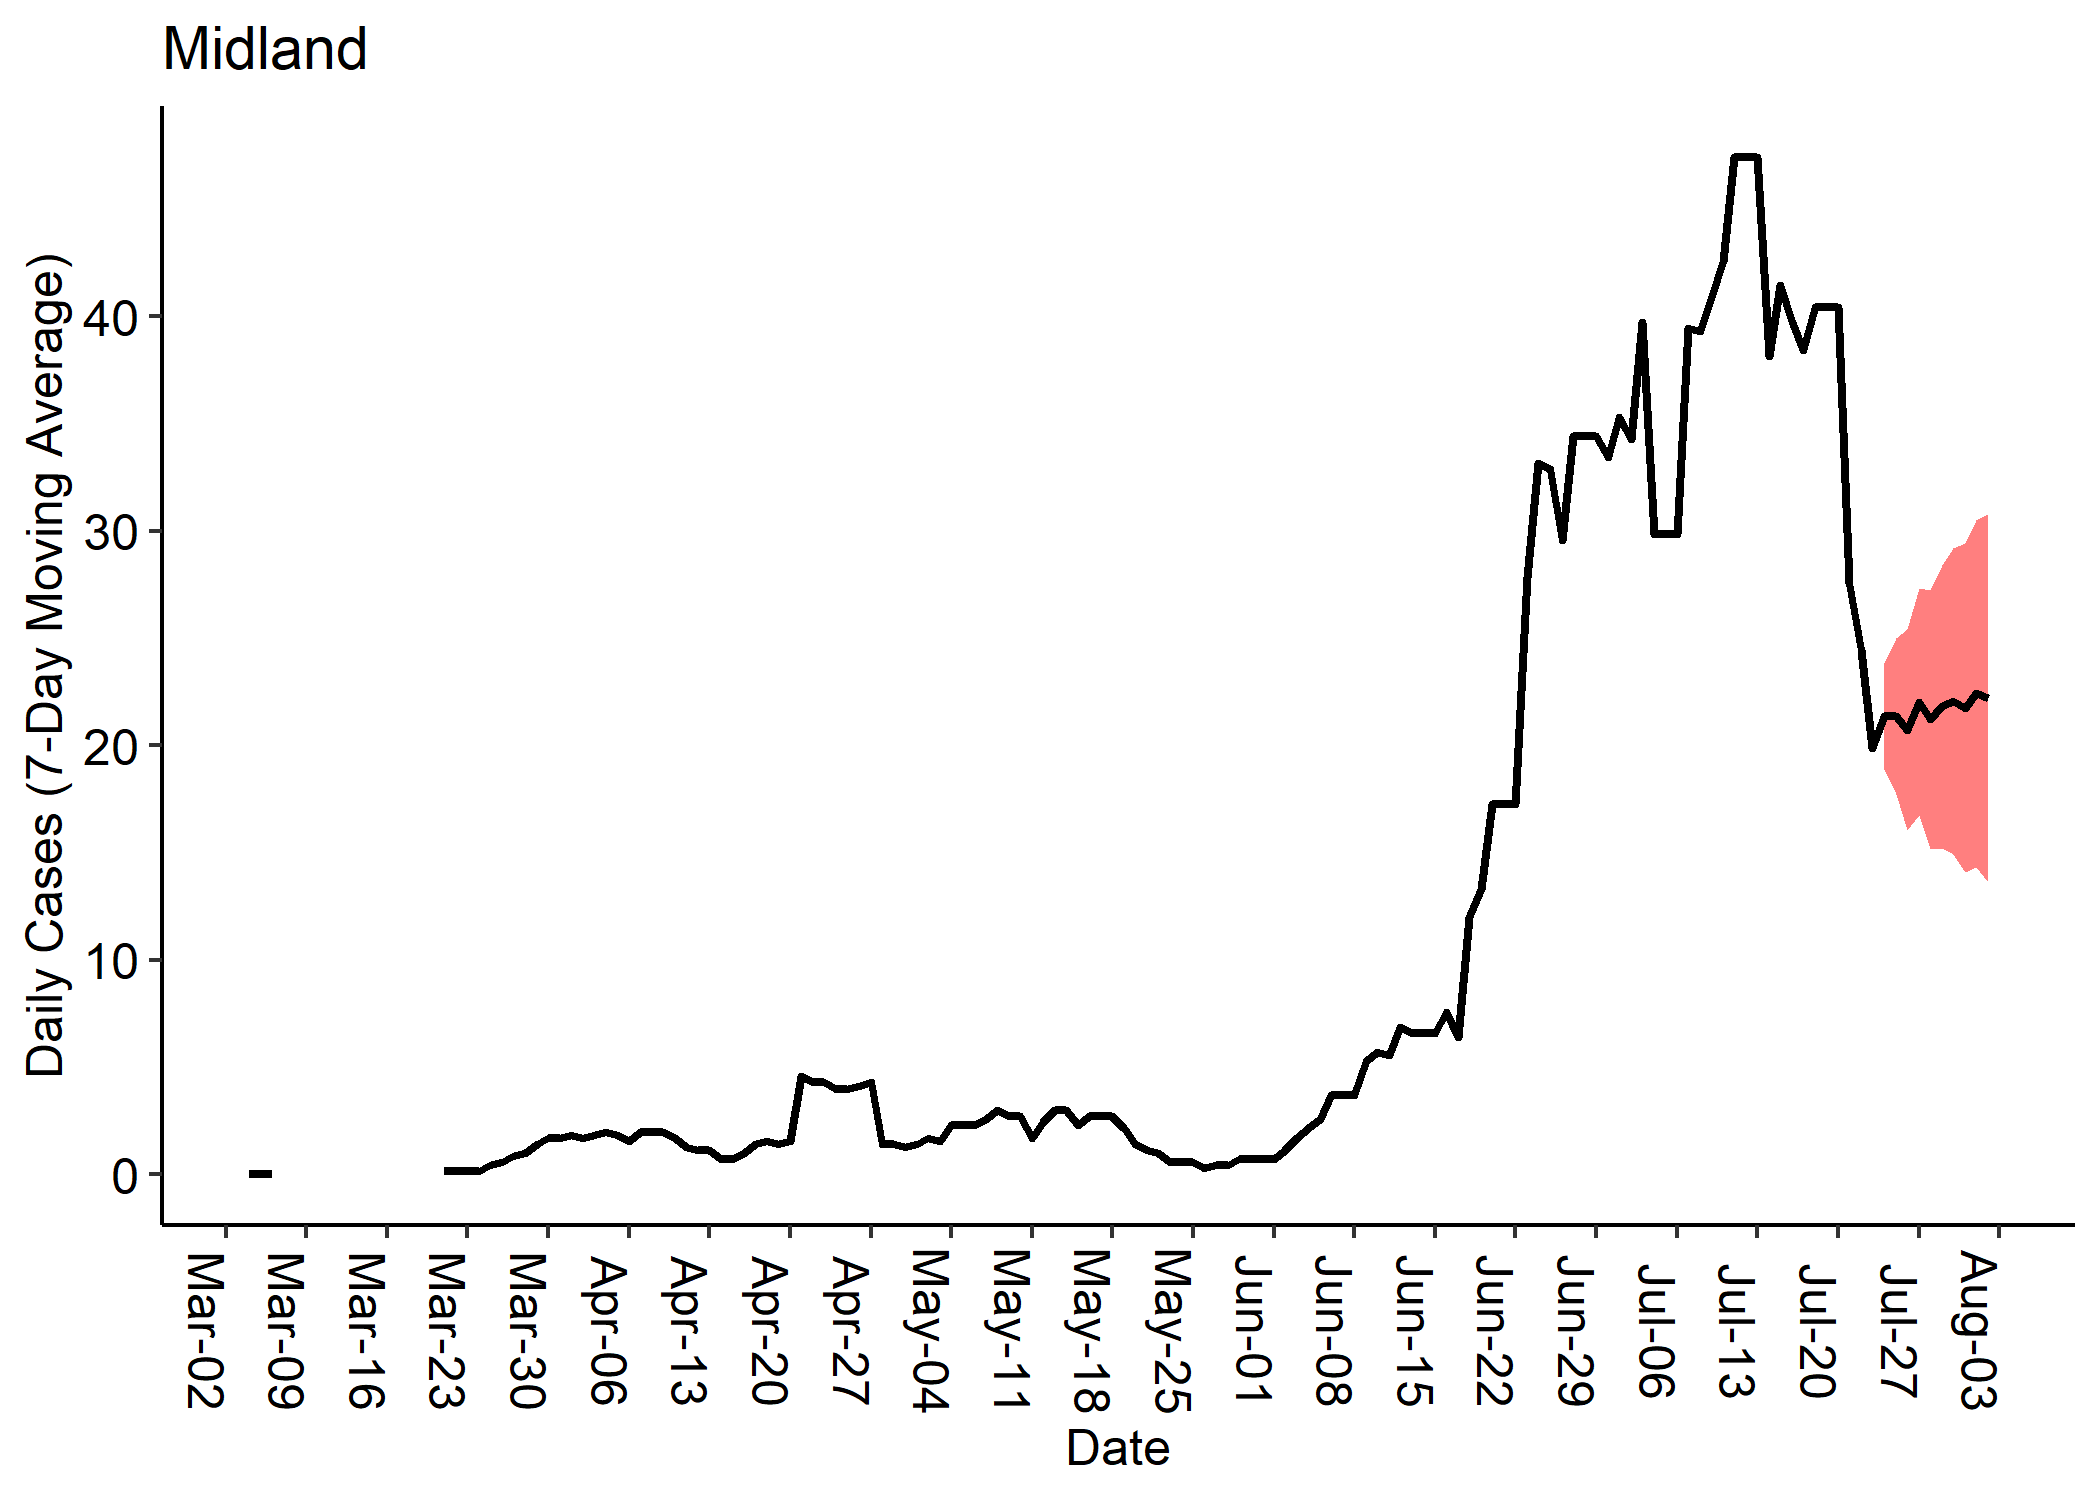 Midland
Daily Cases (7-Day Moving Average)
40
30
20
10
0
Mar-02
Mar-09
Mar-16
Mar-23
Mar-30
Apr-06
Apr-13
Apr-20
Apr-27
May-04
May-11
May-18
May-25
Jun-01
Jun-08
Jun-15
Jun-22
Jun-29
Jul-06
Jul-13
Jul-20
Jul-27
Aug-03
Date